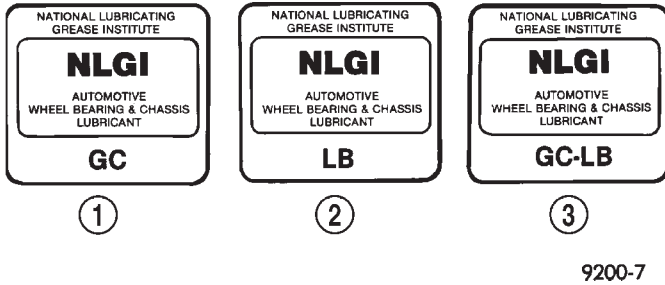 NATIONAL LUBRICATING
GREASE INSTITUTE
NLGI
AUTOMOTIVE
WHEEL BEARING & CHASSIS
LUBRICANT
GC
1
NATIONAL LUBRICATING
GREASE INSTITUTE
NLGI
AUTOMOTIVE
WHEEL BEARING & CHASSIS
LUBRICANT
LB
2
NATIONAL LUBRICATING
GREASE INSTITUTE
NLGI
AUTOMOTIVE
WHEEL BEARING & CHASSIS
LUBRICANT
GC-LB
3
9200-7